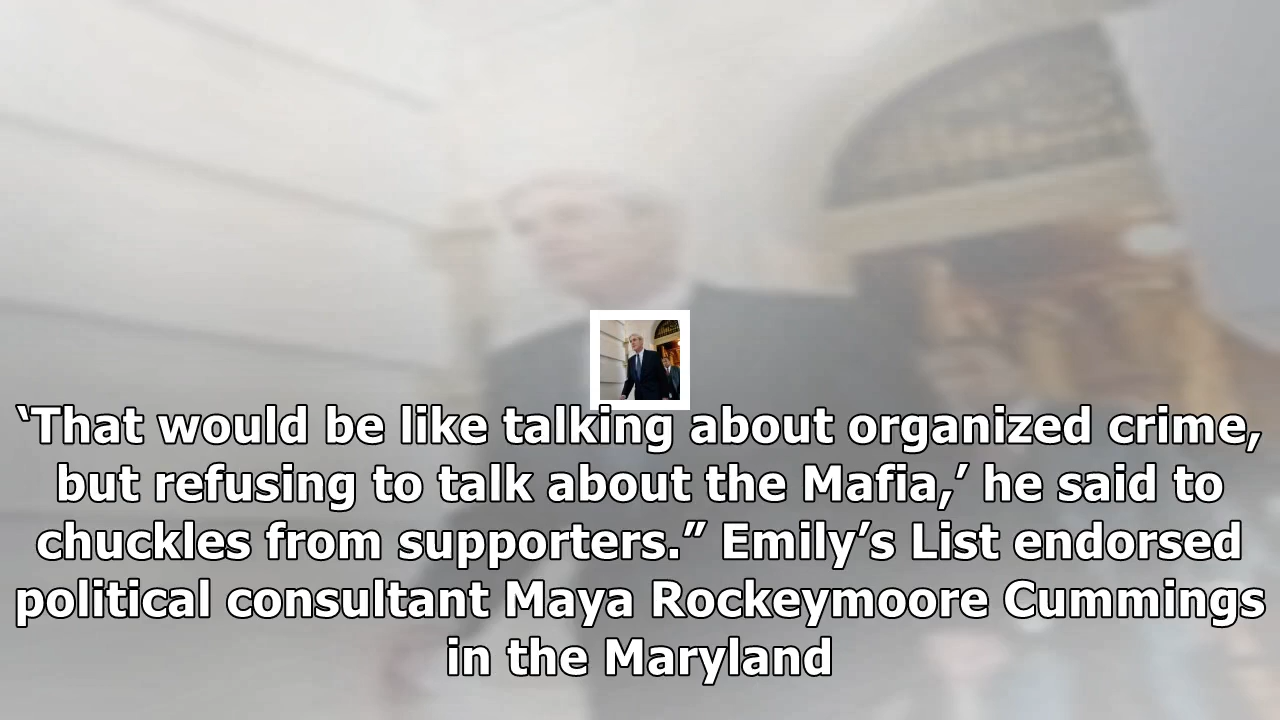 ‘That would be like talking about organized crime,
but refusing to talk about the Mafia,’ he said to
chuckles from supporters.” Emily’s List endorsed
political consultant Maya Rockeymoore Cummings
in the Maryland